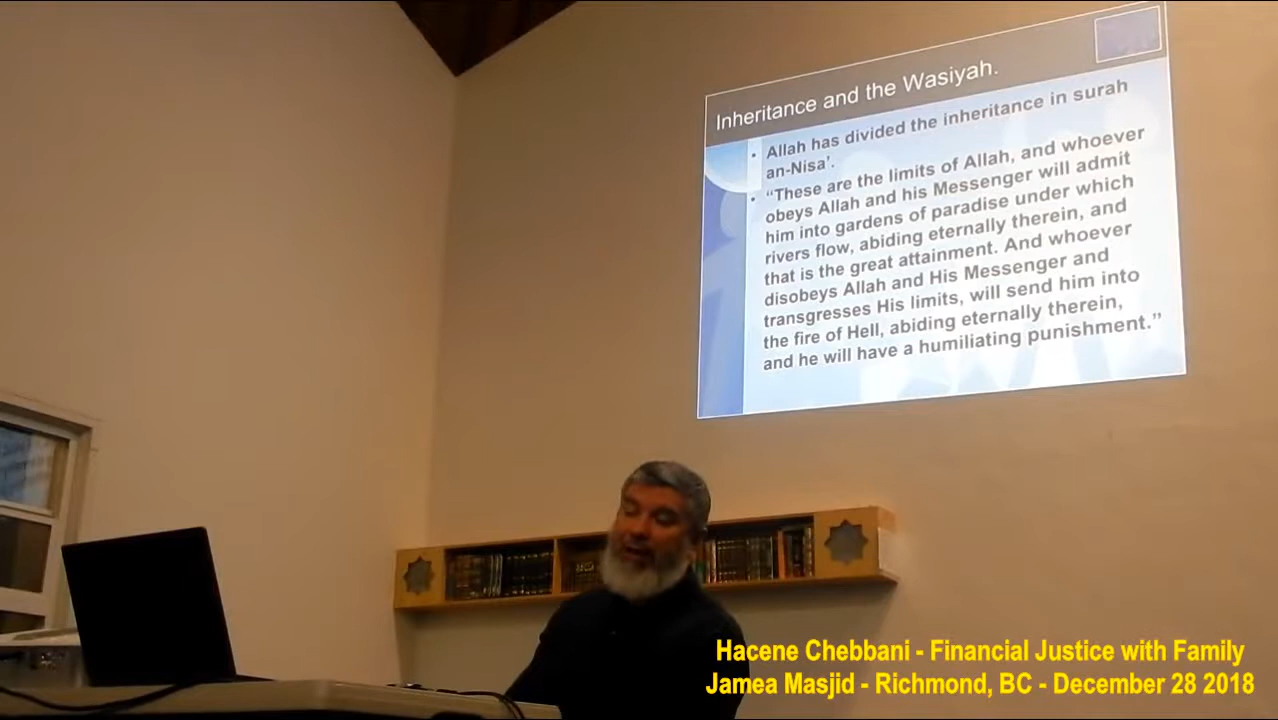 Inheritance and the Wasiyah.
• Allah has divided the inheritance in surah
an-Nisa’.
• “These are the limits of Allah, and whoever
obeys Allah and his Messenger will admit
him into gardens of paradise under which
rivers flow, abiding eternally therein, and
that is the great attainment. And whoever
disobeys Allah and His Messenger and
transgresses His limits, will send him into
the fire of Hell, abiding eternally therein,
and he will have a humiliating punishment.”
Hacene Chebbani - Financial Justice with Family
Jamea Masjid - Richmond, BC - December 28 2018